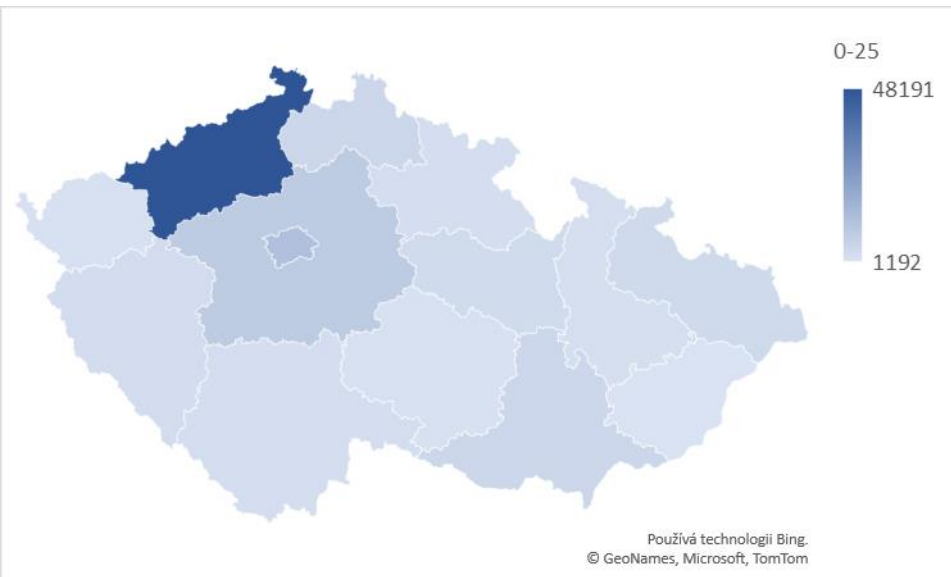 0-25
48191
1192
Používá technologii Bing.
© GeoNames, Microsoft, TomTom